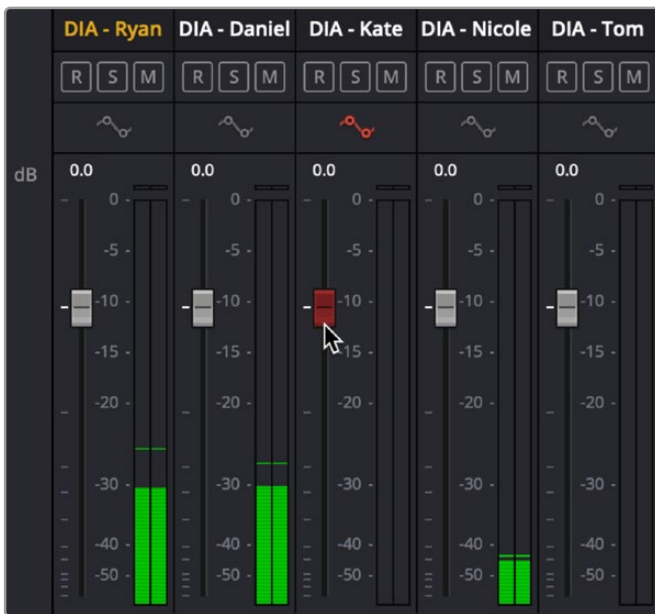 DIA - Ryan DIA - Daniel DIA - Kate DIA - Nicole DIA - Tom
R S M R S M R S M R S M R S M
dB 0.0 0.0 0.0 0.0 0.0
0 0 0 0 0
-5 -5 -5 -5 -5
-10 -10 -10 -10 -10
-15 -15 -15 -15 -15
-20 -20 -20 -20 -20
-30 -30 -30 -30 -30
-40 -40 -40 -40 -40
-50 -50 -50 -50 -50